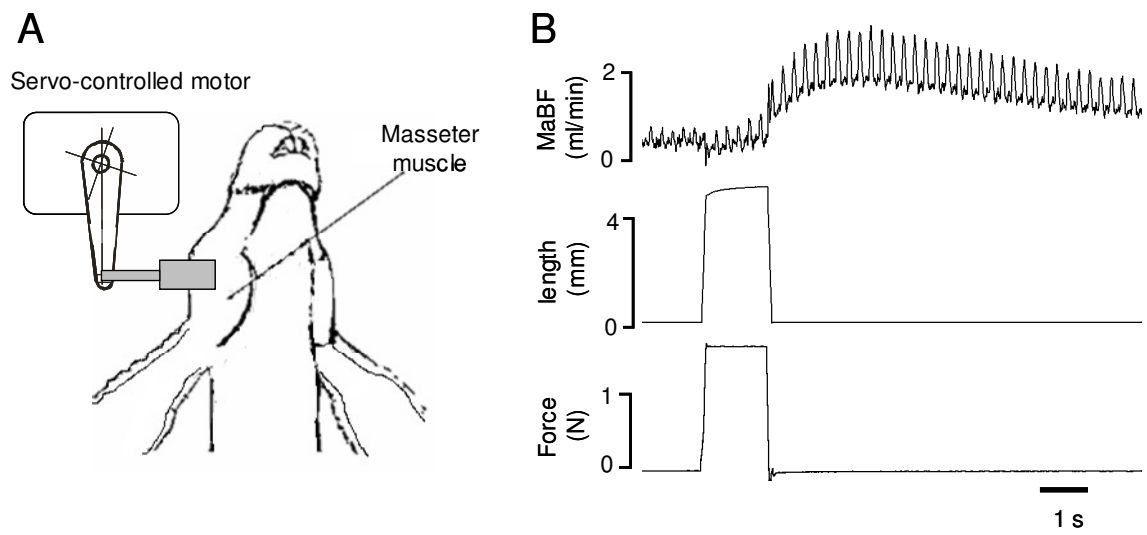 A
Servo-controlled motor
Masseter
muscle
B
MaBF
(ml/min)
2
0
length
(mm)
4
0
Force
(N)
1
0
1 s